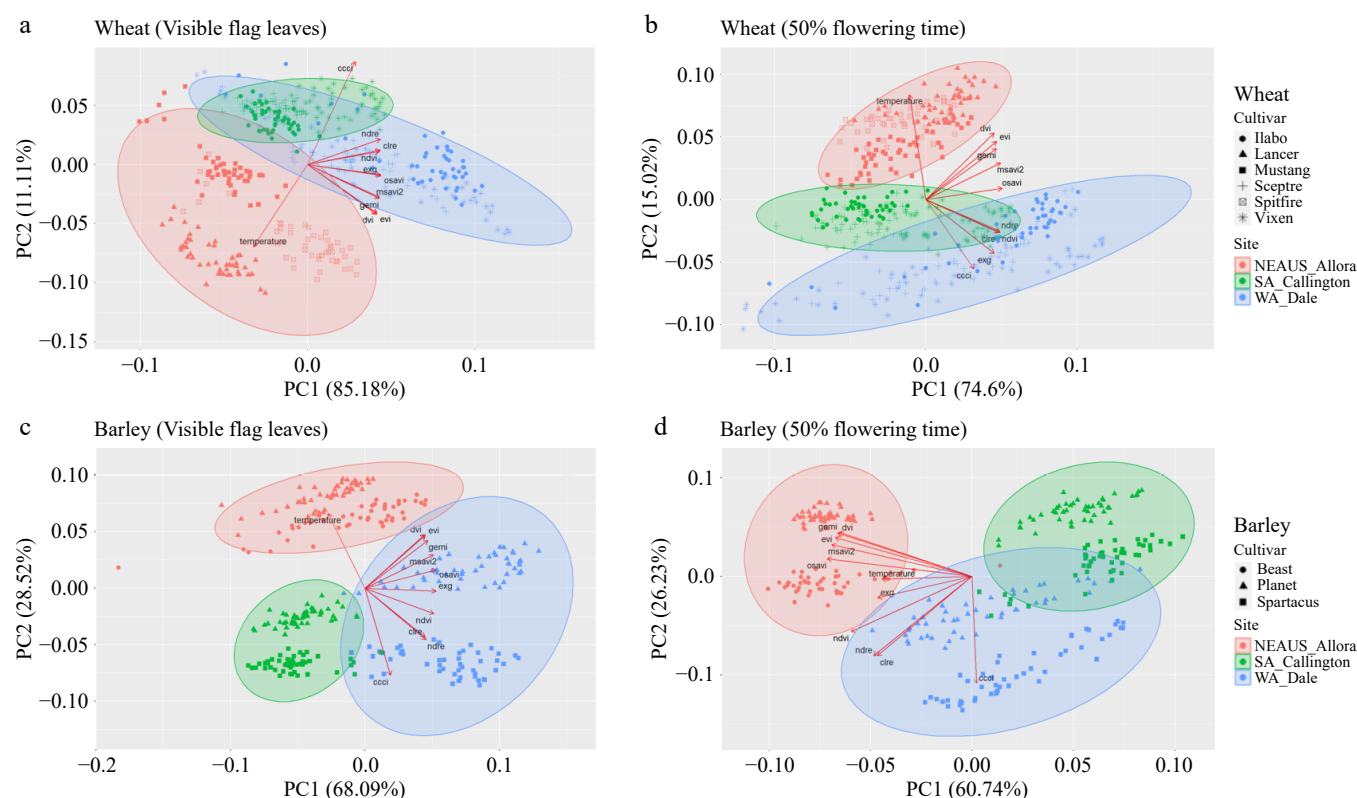 a
Wheat (Visible flag leaves)
PC2 (11.11%)
0.05
0.00
−0.05
−0.10
−0.15
ccci
ndre
clre
ndvi
exg
osavi
msavi2
gemi
dvi evi
temperature
−0.1 0.0 0.1
PC1 (85.18%)
b
Wheat (50% flowering time)
PC2 (15.02%)
0.10
0.05
0.00
−0.05
−0.10
temperature
dvi
evi
gemi
msavi2
osavi
ndre
clre ndvi
exg
ccci
0.0 0.1
PC1 (74.6%)
Wheat
Cultivar
Ilabo
Lancer
Mustang
Sceptre
Spitfire
Vixen
Site
NEAUS_Allora
SA_Callington
WA_Dale
c
Barley (Visible flag leaves)
PC2 (28.52%)
0.10
0.05
0.00
−0.05
−0.10
temperature
dvi evi
gemi
msavi2
osavi
exg
ndvi
clre
ndre
ccci
−0.2 −0.1 0.0 0.1
PC1 (68.09%)
d
Barley (50% flowering time)
PC2 (26.23%)
0.1
0.0
−0.1
gemi dvi
evi
msavi2
osavi
temperature
exg
ndvi
ndre
clre
ccci
−0.10 −0.05 0.00 0.05 0.10
PC1 (60.74%)
Barley
Cultivar
Beast
Planet
Spartacus
Site
NEAUS_Allora
SA_Callington
WA_Dale